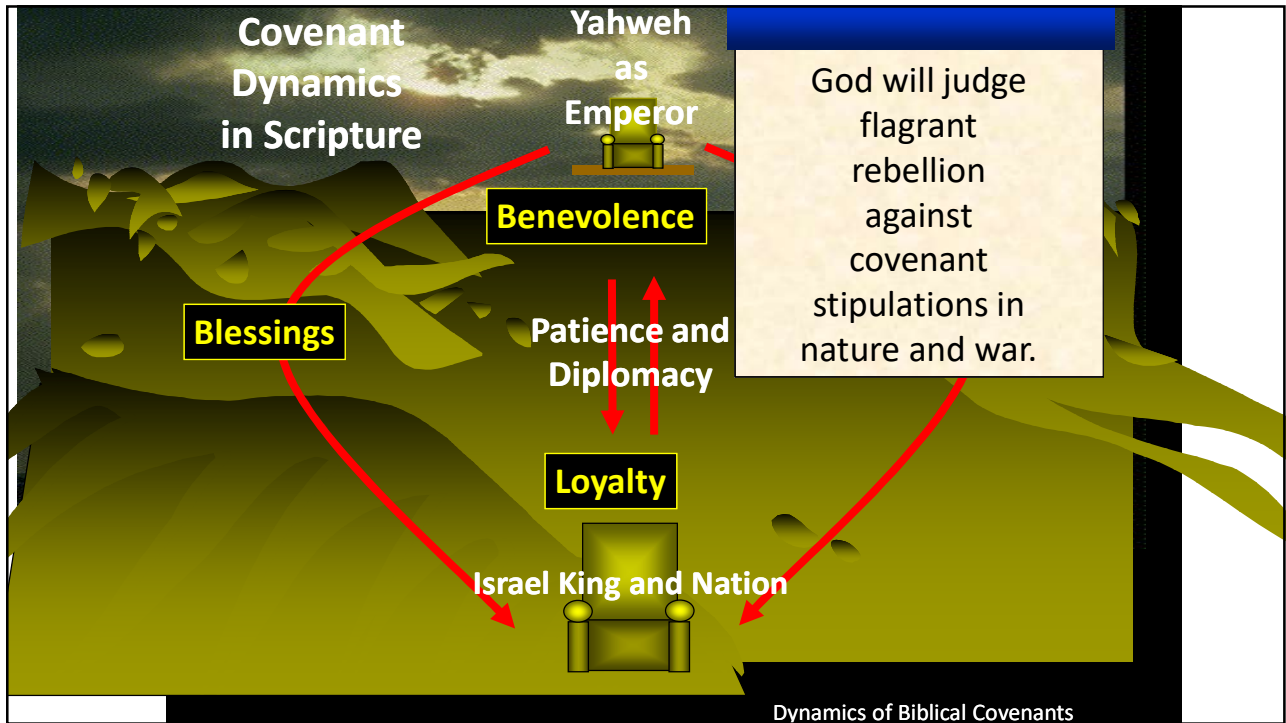 Covenant
Dynamics
in Scripture
Yahweh
as
Emperor
God will judge
flagrant
rebellion
against
covenant
stipulations in
nature and war.
Benevolence
Blessings
Patience and
Diplomacy
Loyalty
Israel King and Nation
Dynamics of Biblical Covenants